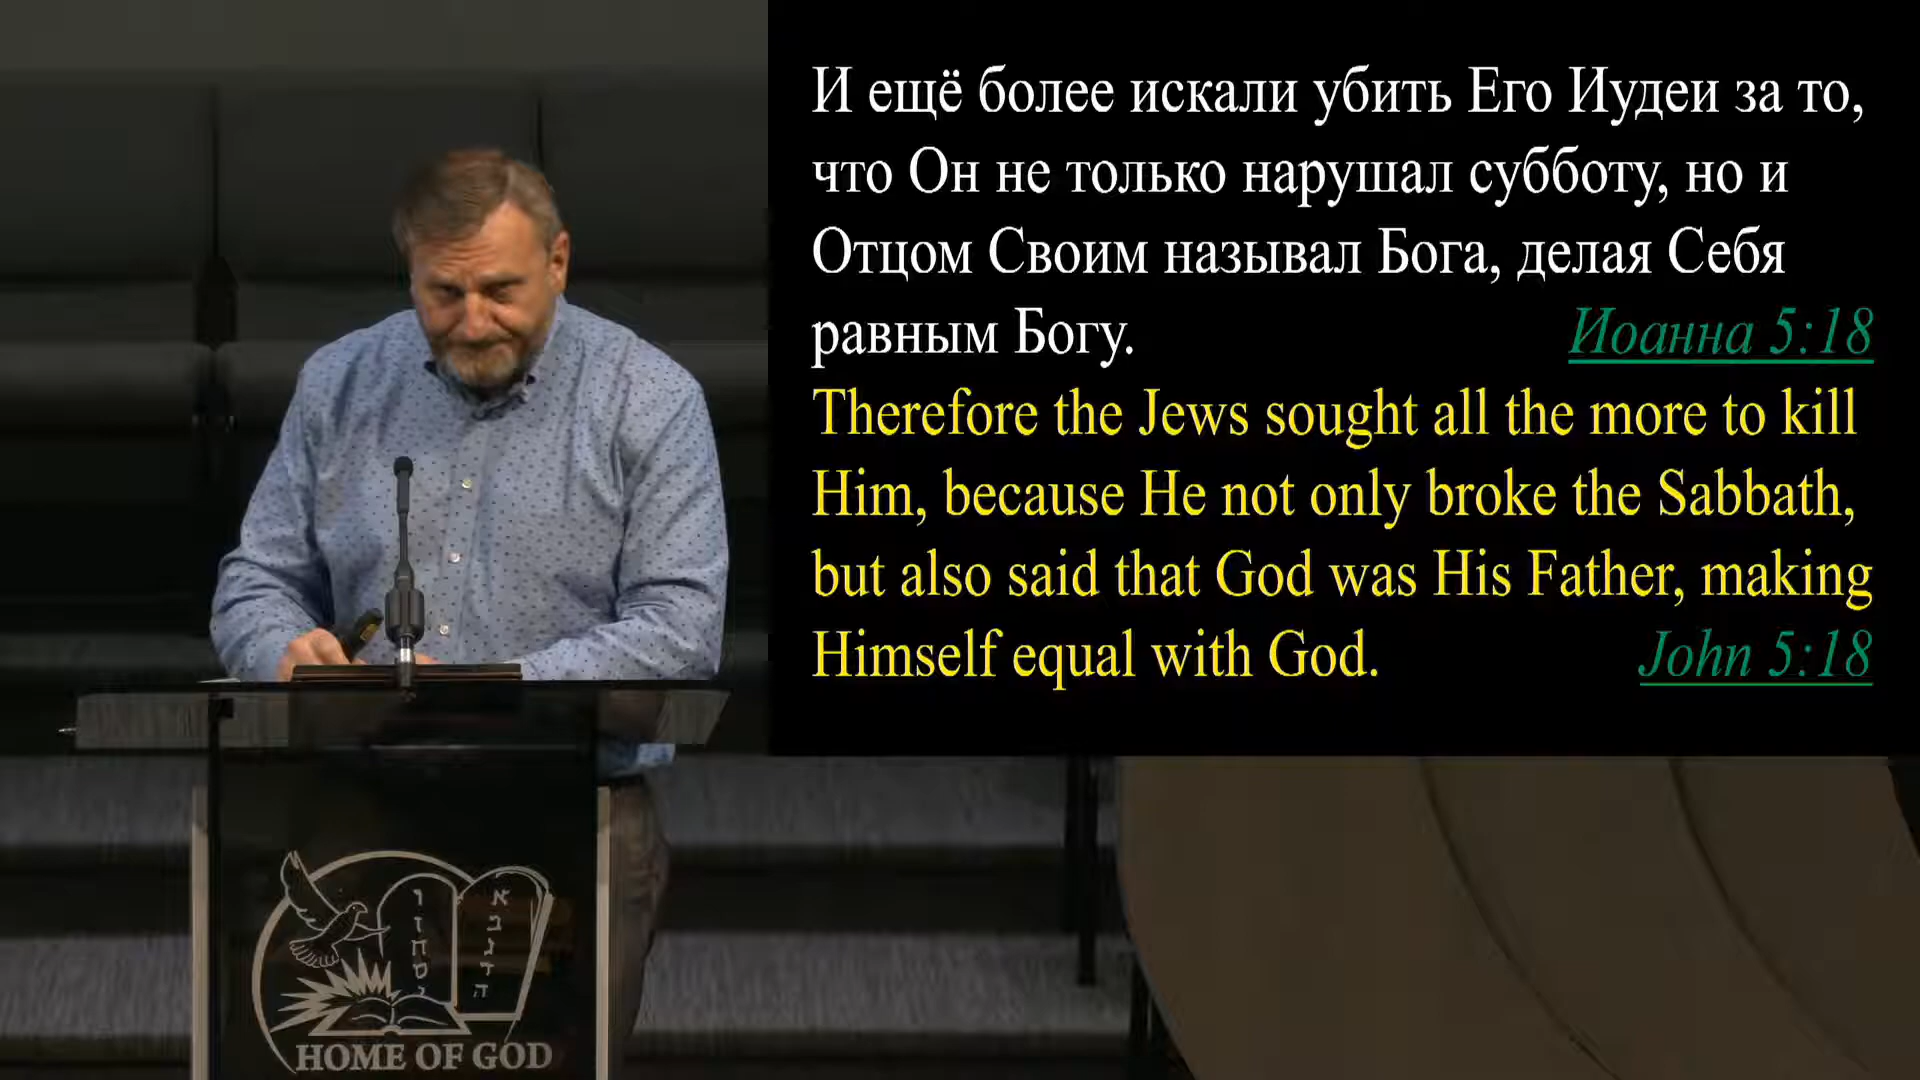 И ещё более искали убить Его Иудеи за то,
что Он не только нарушал субботу, но и
Отцом Своим называл Бога, делая Себя
равным Богу. Иоанна 5:18
Therefore the Jews sought all the more to kill
Him, because He not only broke the Sabbath,
but also said that God was His Father, making
Himself equal with God. John 5:18
HOME OF GOD